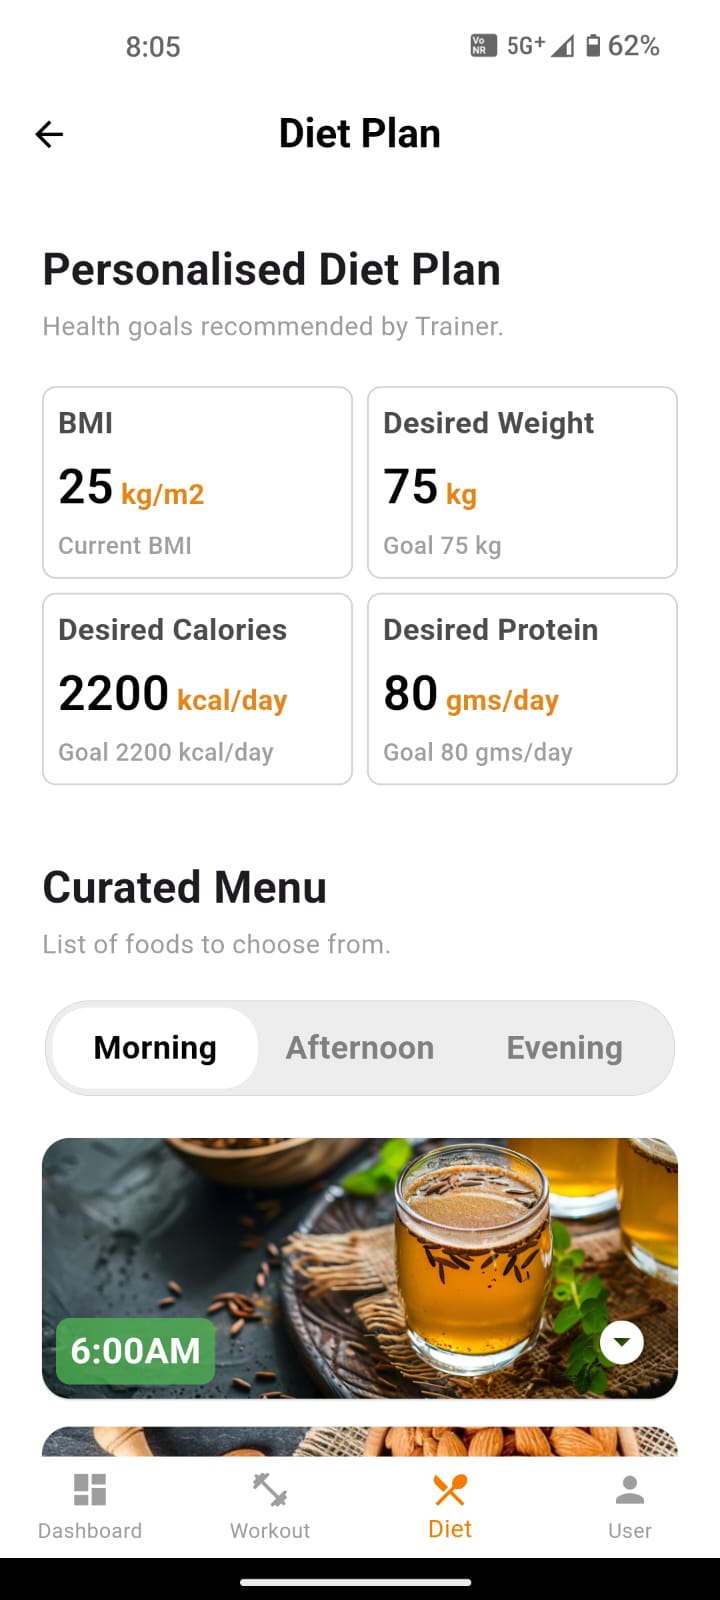 8:05
Vo NR 5G+ 62%
Diet Plan
Personalised Diet Plan
Health goals recommended by Trainer.
BMI
25 kg/m2
Current BMI
Desired Weight
75 kg
Goal 75 kg
Desired Calories
2200 kcal/day
Goal 2200 kcal/day
Desired Protein
80 gms/day
Goal 80 gms/day
Curated Menu
List of foods to choose from.
Morning Afternoon Evening
6:00AM
Dashboard Workout Diet User